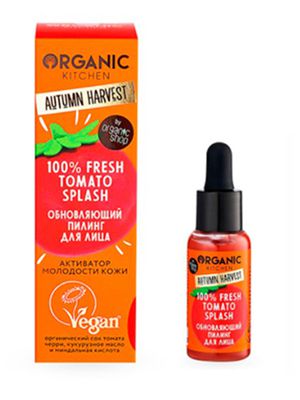 ORGANIC
KITCHEN
AUTUMN HARVEST
by
organic
shop
100% FRESH
TOMATO
SPLASH
ОБНОВЛЯЮЩИЙ
ПИЛИНГ
ДЛЯ ЛИЦА
АКТИВАТОР
МОЛОДОСТИ КОЖИ
Vegan
органический сок томата
черри, кукурузное масло
и миндальная кислота
ORGANIC
KITCHEN
AUTUMN HARVEST
100% FRESH
TOMATO
SPLASH
ОБНОВЛЯЮЩИЙ
ПИЛИНГ
ДЛЯ ЛИЦА